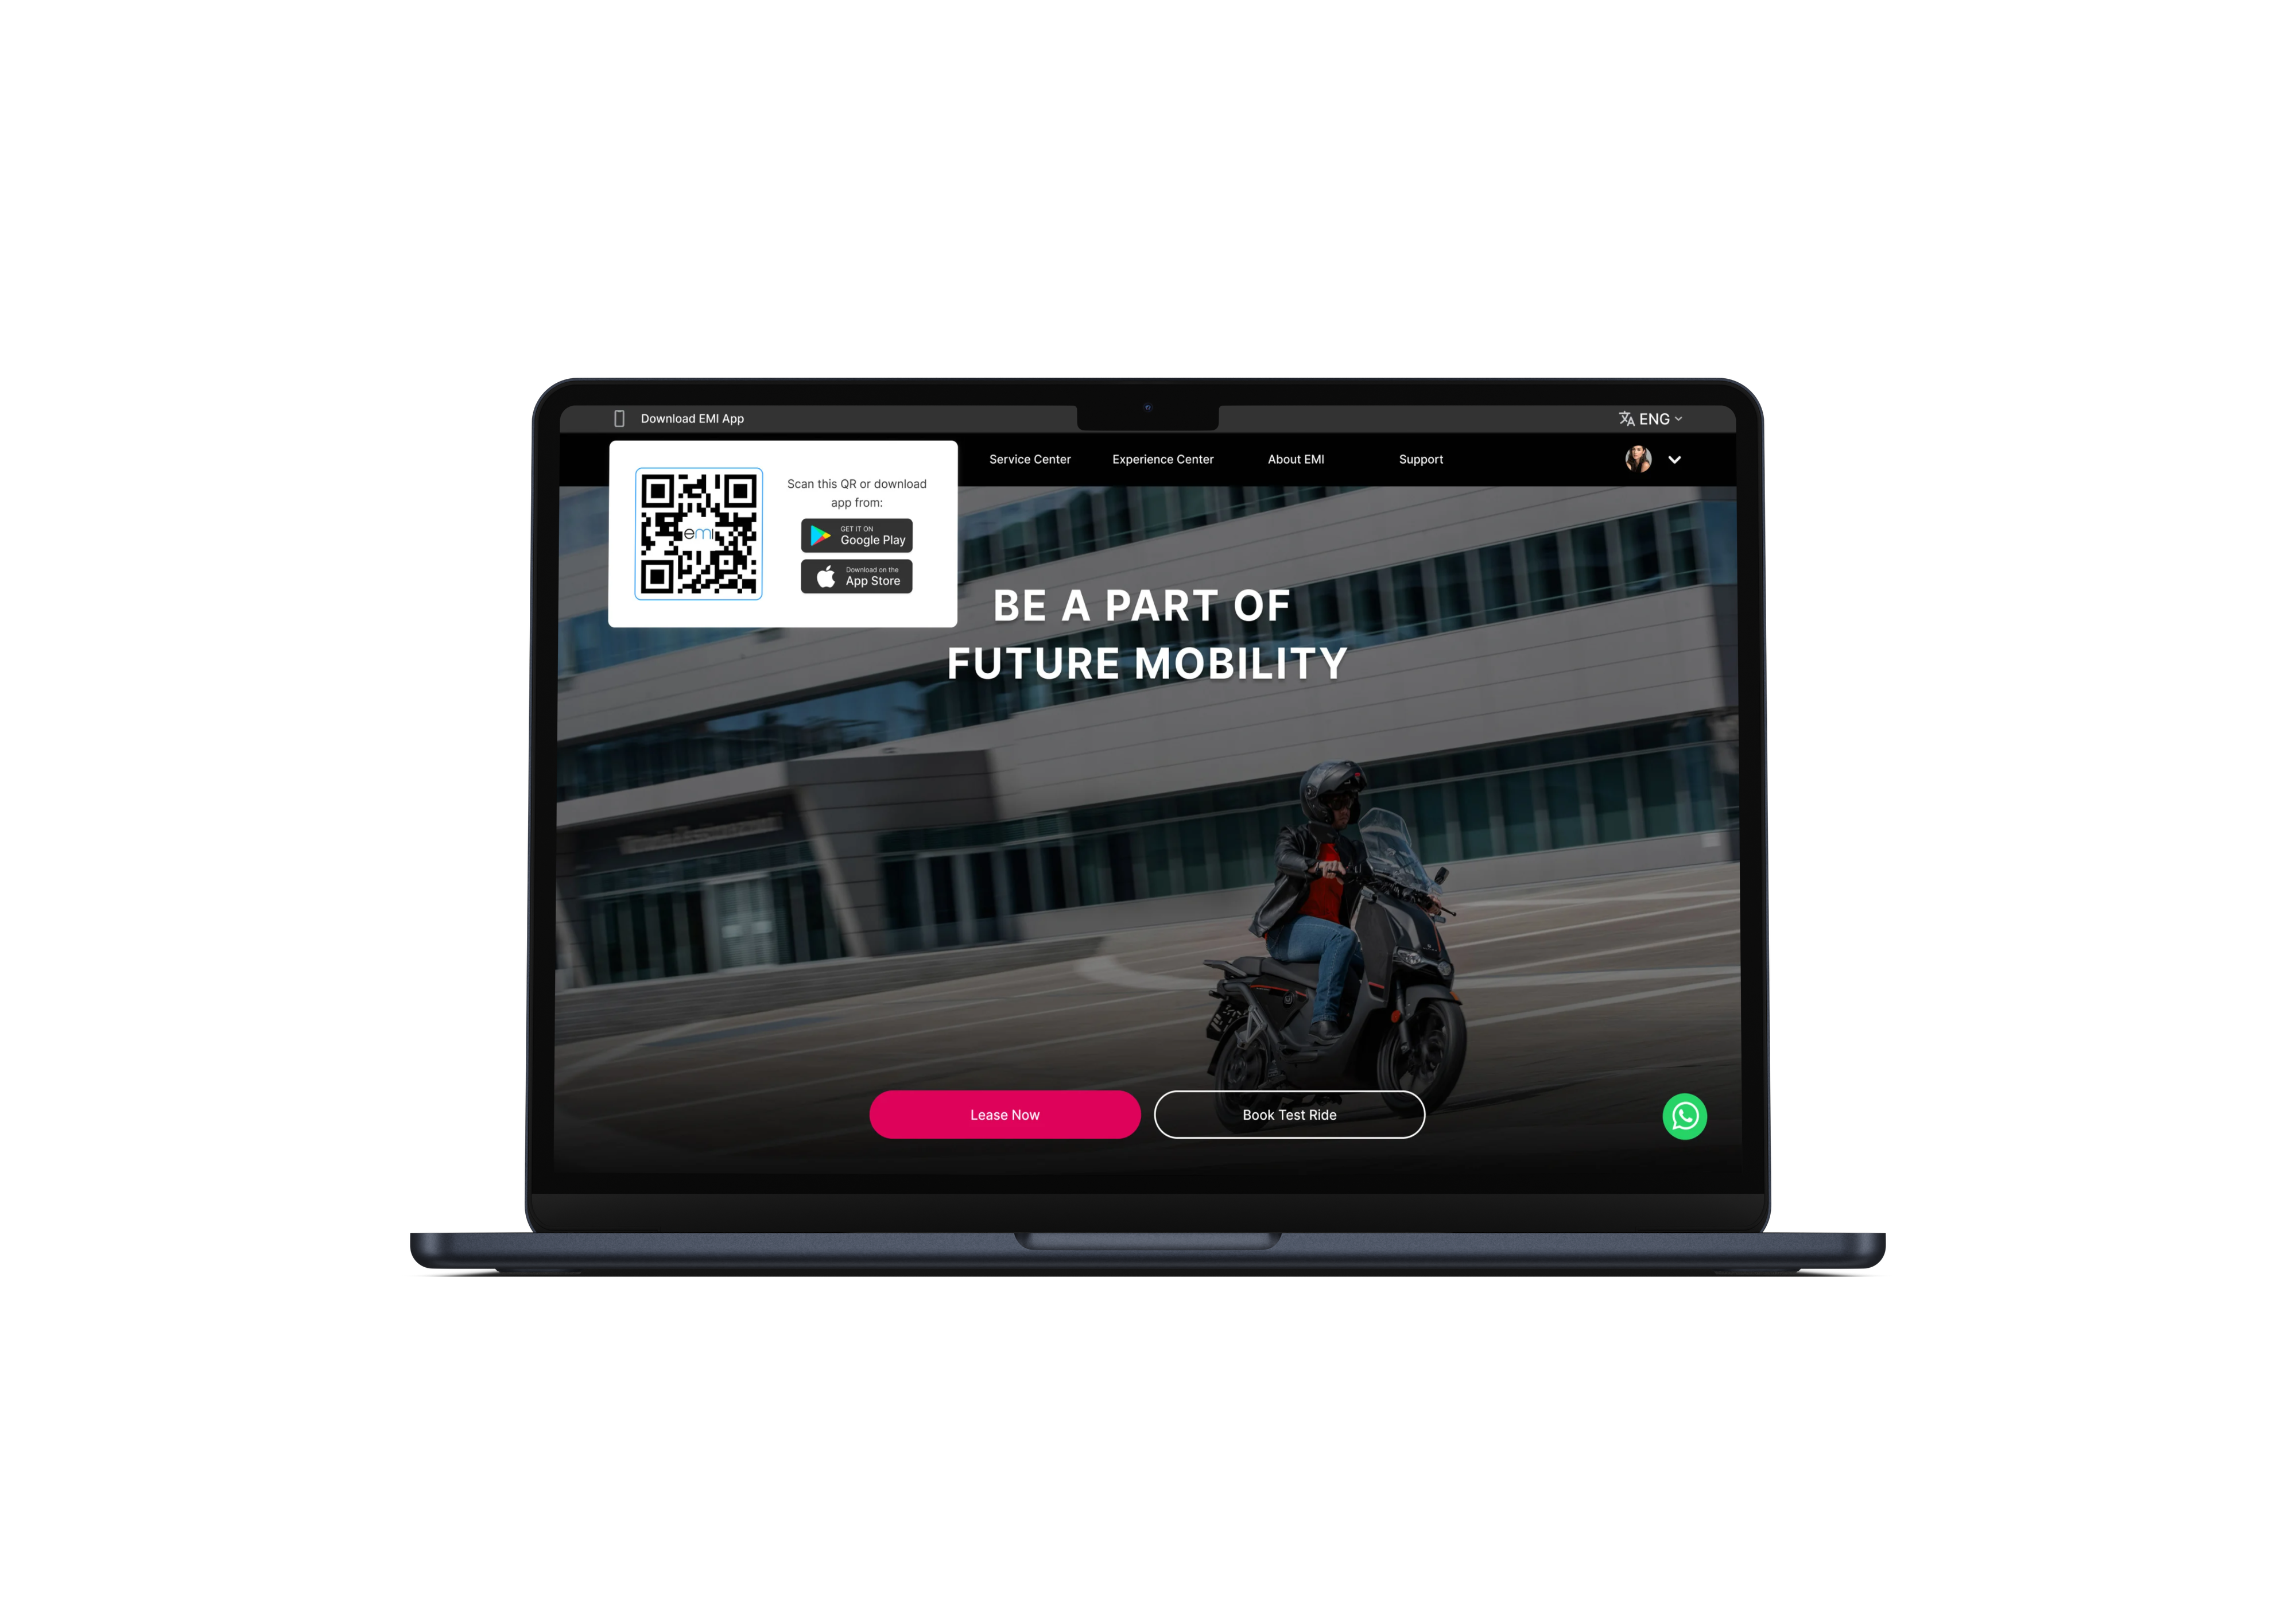 Download EMI App
ENG
Service Center
Experience Center
About EMI
Support
emi
Scan this QR or download
app from:
GET IT ON
Google Play
Download on the
App Store
BE A PART OF
FUTURE MOBILITY
Lease Now
Book Test Ride